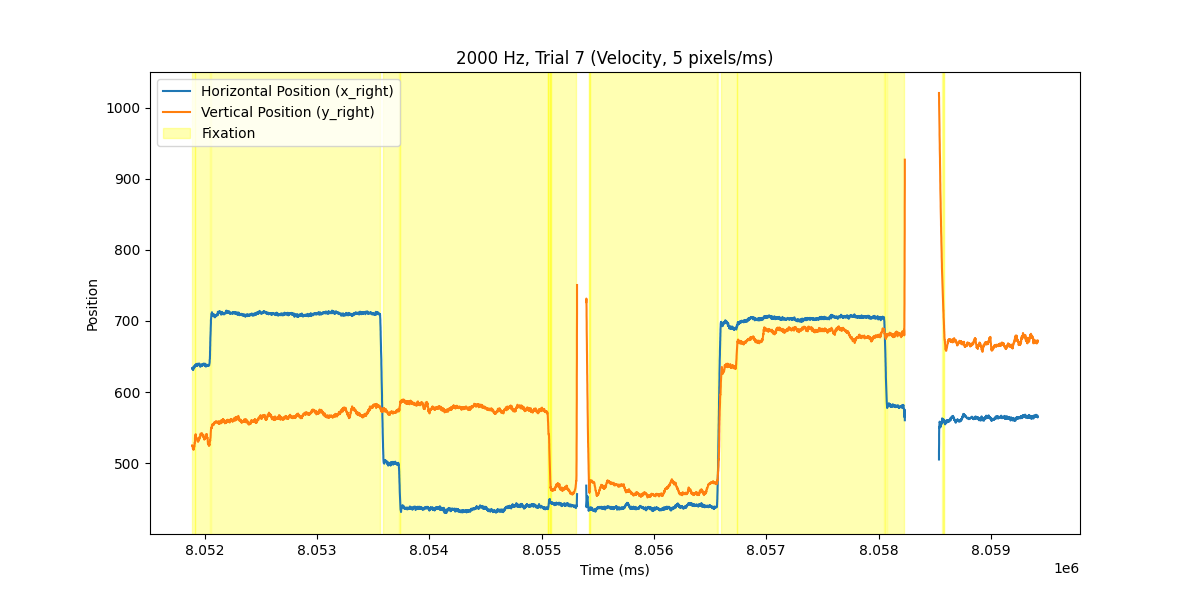 2000 Hz, Trial 7 (Velocity, 5 pixels/ms)
Horizontal Position (x_right)
Vertical Position (y_right)
Fixation
1000
900
800
700
600
500
Position
8.052 8.053 8.054 8.055 8.056 8.057 8.058 8.059
Time (ms)
1e6